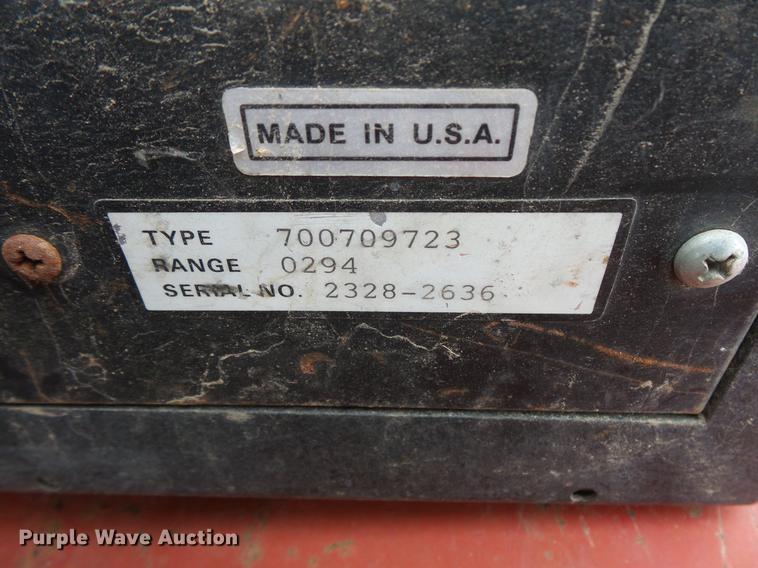 MADE IN U.S.A.
TYPE 700709723
RANGE 0294
SERIAL NO. 2328-2636
Purple Wave Auction